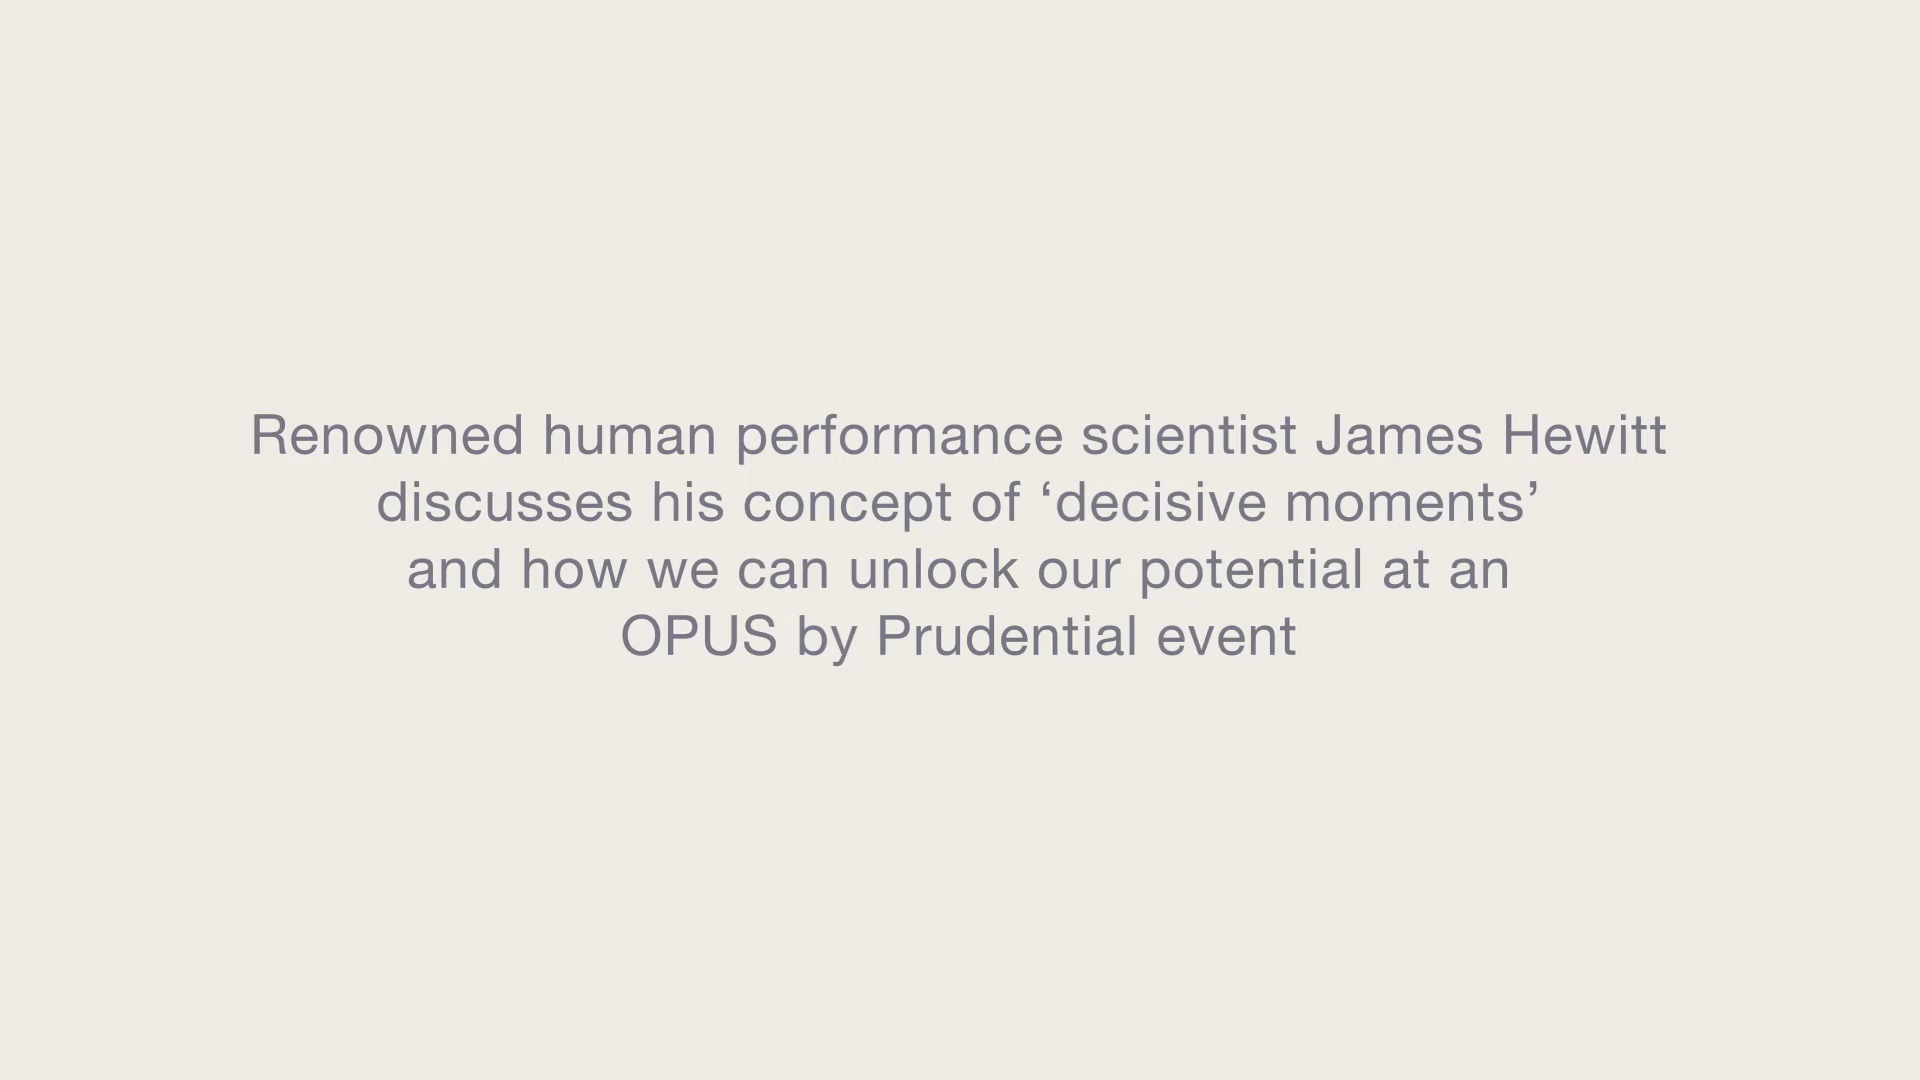 Renowned human performance scientist James Hewitt
discusses his concept of ‘decisive moments’
and how we can unlock our potential at an
OPUS by Prudential event